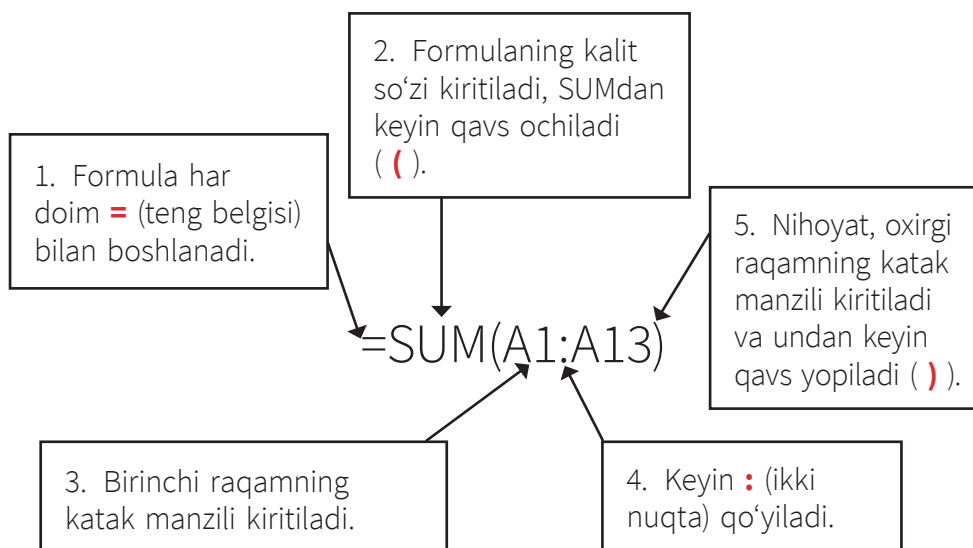 1. Formula har
doim = (teng belgisi)
bilan boshlanadi.
2. Formulaning kalit
so‘zi kiritiladi, SUMdan
keyin qavs ochiladi
( ( ).
=SUM(A1:A13)
3. Birinchi raqamning
katak manzili kiritiladi.
4. Keyin : (ikki
nuqta) qo‘yiladi.
5. Nihoyat, oxirgi
raqamning katak
manzili kiritiladi
va undan keyin
qavs yopiladi ( ) ).